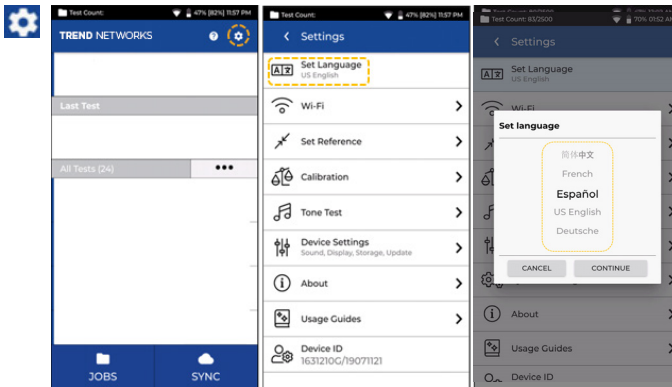 Test Count:
47% [82%] 11:57 PM
TREND NETWORKS
Last Test
All Tests (24)
JOBS
SYNC
Test Count:
47% [82%] 11:57 PM
Settings
Set Language
US English
Wi-Fi
Set Reference
Calibration
Tone Test
Device Settings
Sound, Display, Storage, Update
About
Usage Guides
Device ID
1631210G/19071121
Test Count: 83/2500
70% 01:52 AM
Settings
Set Language
US English
Wi-Fi
Set language
简体中文
French
Español
US English
Deutsche
CANCEL
CONTINUE
About
Usage Guides
Device ID